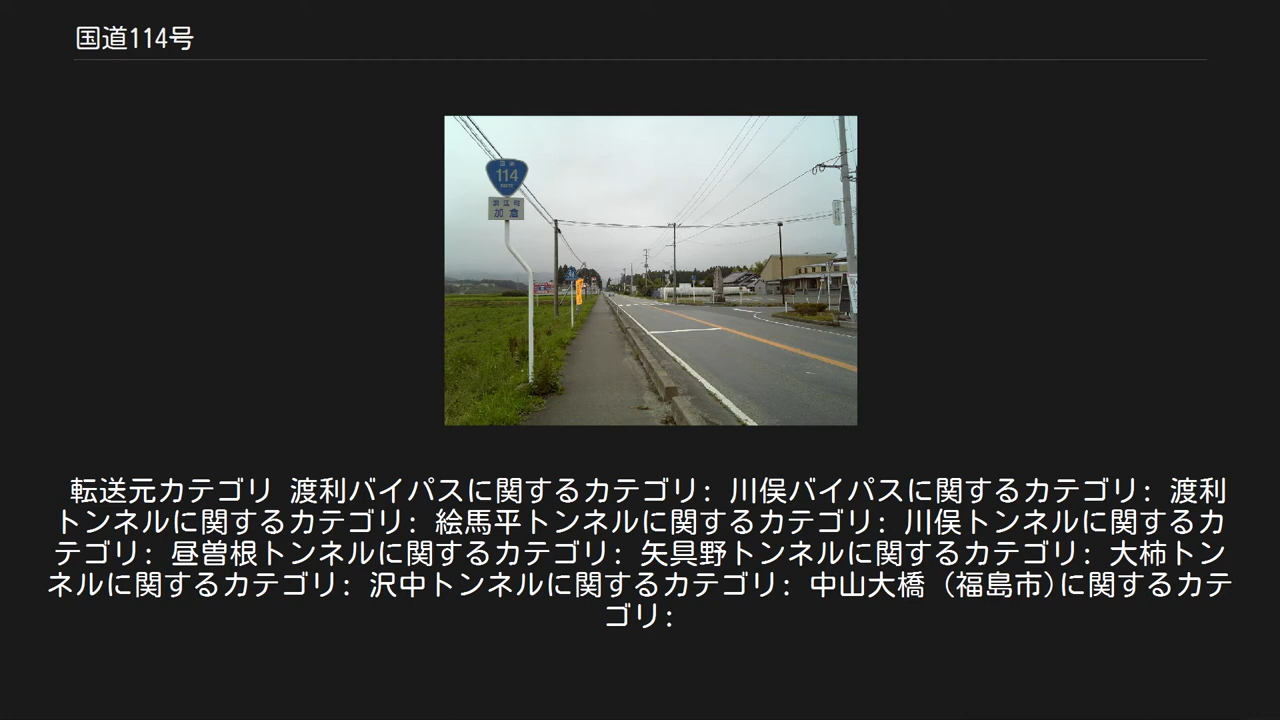 国道114号
国道
114
ROUTE
浪江町
加倉
転送元カテゴリ 渡利バイパスに関するカテゴリ: 川俣バイパスに関するカテゴリ: 渡利
トンネルに関するカテゴリ: 絵馬平トンネルに関するカテゴリ: 川俣トンネルに関するカ
テゴリ: 昼曽根トンネルに関するカテゴリ: 矢具野トンネルに関するカテゴリ: 大柿トン
ネルに関するカテゴリ: 沢中トンネルに関するカテゴリ: 中山大橋 (福島市)に関するカテ
ゴリ: